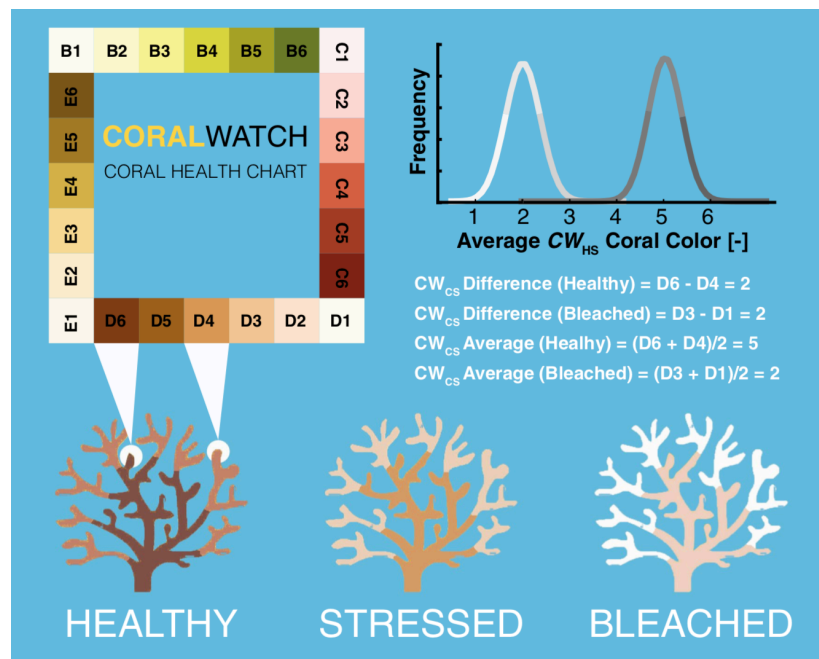 B1 B2 B3 B4 B5 B6 C1
E6 C2
E5 CORALWATCH C3
E4 CORAL HEALTH CHART C4
E3 C5
E2 C6
E1 D6 D5 D4 D3 D2 D1
Frequency
1 2 3 4 5 6
Average CWHS Coral Color [-]
CWCS Difference (Healthy) = D6 - D4 = 2
CWCS Difference (Bleached) = D3 - D1 = 2
CWCS Average (Healhy) = (D6 + D4)/2 = 5
CWCS Average (Bleached) = (D3 + D1)/2 = 2
HEALTHY STRESSED BLEACHED